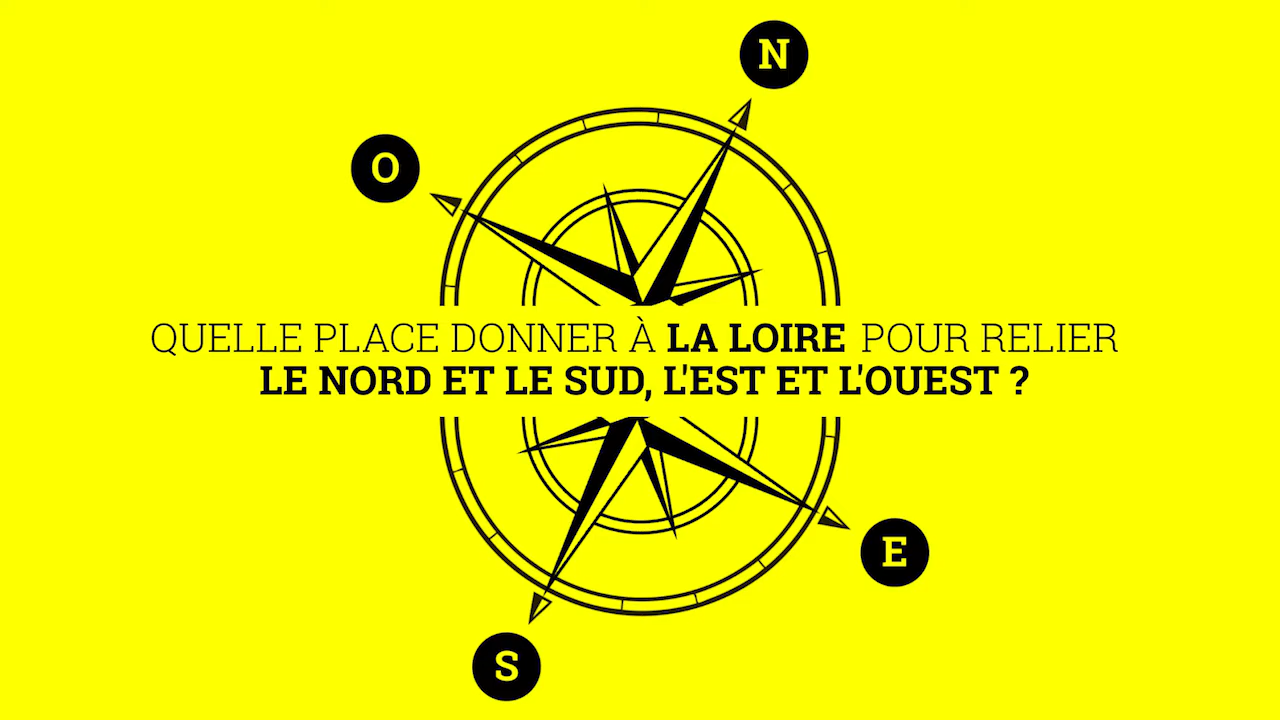 N
O
QUELLE PLACE DONNER À LA LOIRE POUR RELIER
LE NORD ET LE SUD, L'EST ET L'OUEST ?
E
S